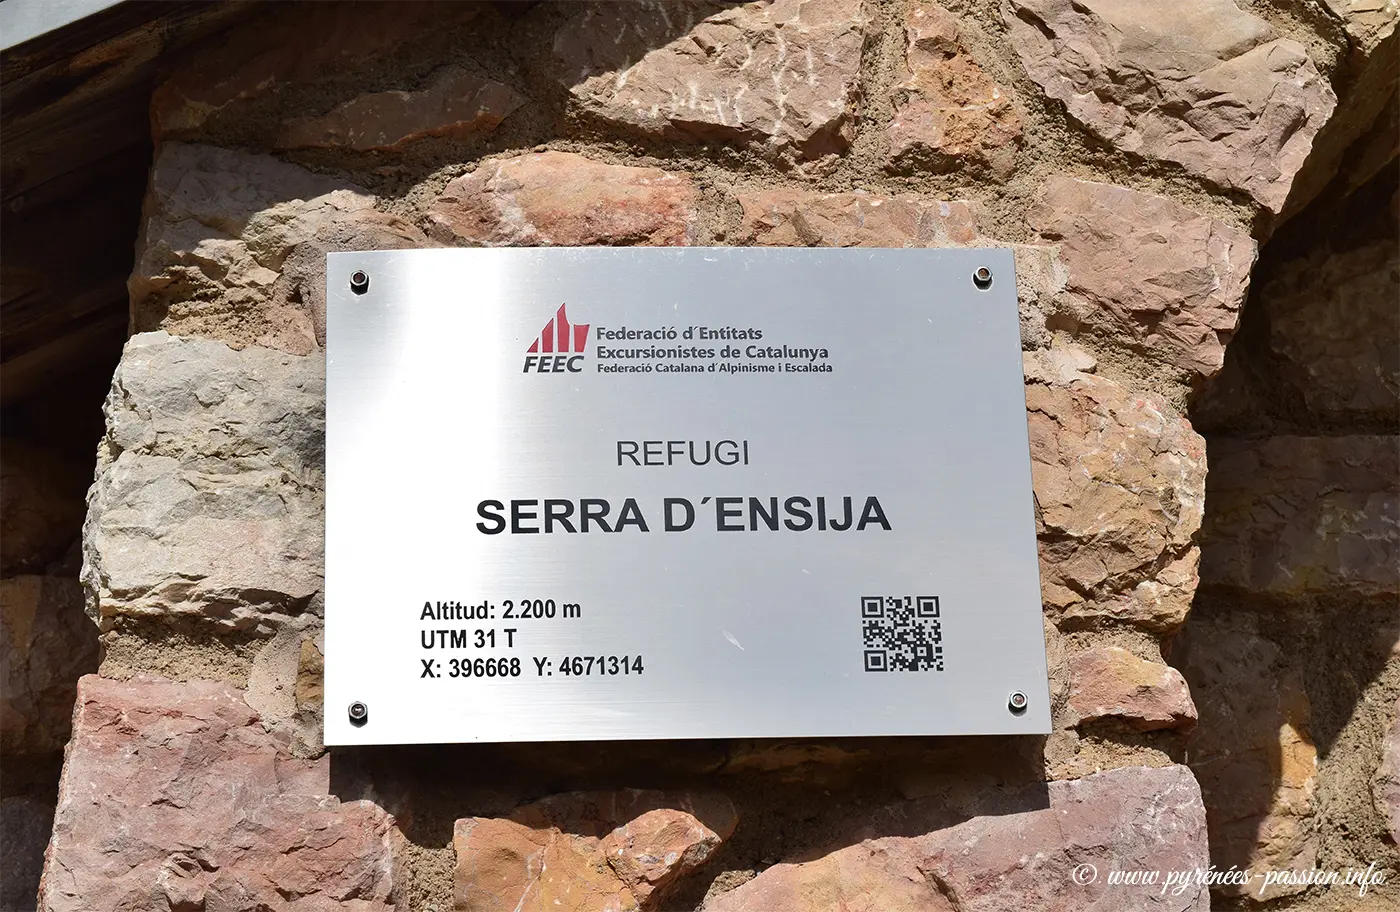 FEEC
Federació d´Entitats
Excursionistes de Catalunya
Federació Catalana d´Alpinisme i Escalada
REFUGI
SERRA D´ENSIJA
Altitud: 2.200 m
UTM 31 T
X: 396668 Y: 4671314
© www.pyrénées-passion.info